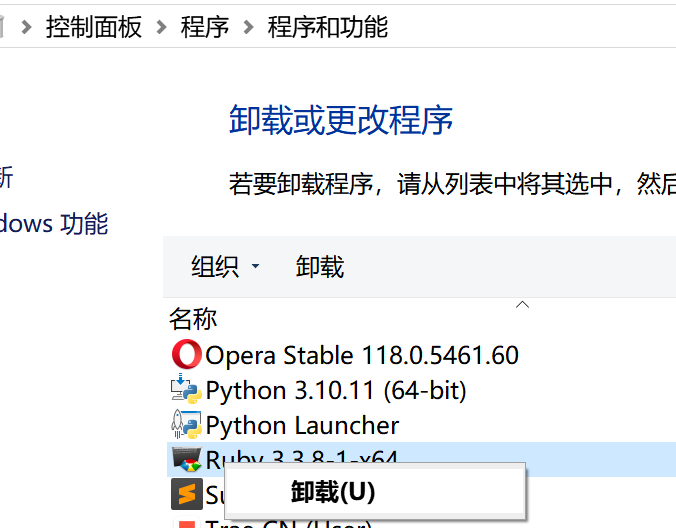 控制面板 > 程序 > 程序和功能
卸载或更改程序
新
若要卸载程序，请从列表中将其选中，然后
dows 功能
组织 卸载
名称
Opera Stable 118.0.5461.60
Python 3.10.11 (64-bit)
Python Launcher
Ruby 3.3.8-1-x64
卸载(U)
Su
Trae CN (User)